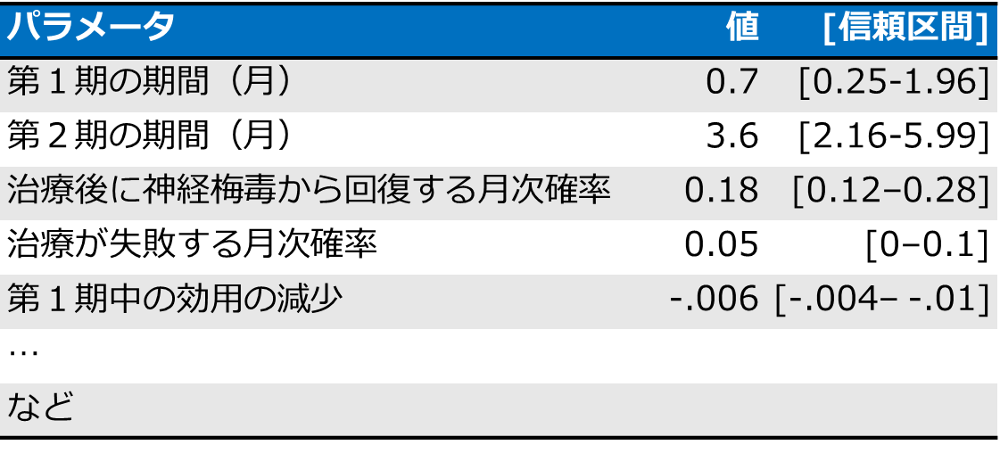 パラメータ 値 [信頼区間]
第１期の期間（月） 0.7 [0.25-1.96]
第２期の期間（月） 3.6 [2.16-5.99]
治療後に神経梅毒から回復する月次確率 0.18 [0.12–0.28]
治療が失敗する月次確率 0.05 [0–0.1]
第１期中の効用の減少 -.006 [-.004– -.01]
…
など